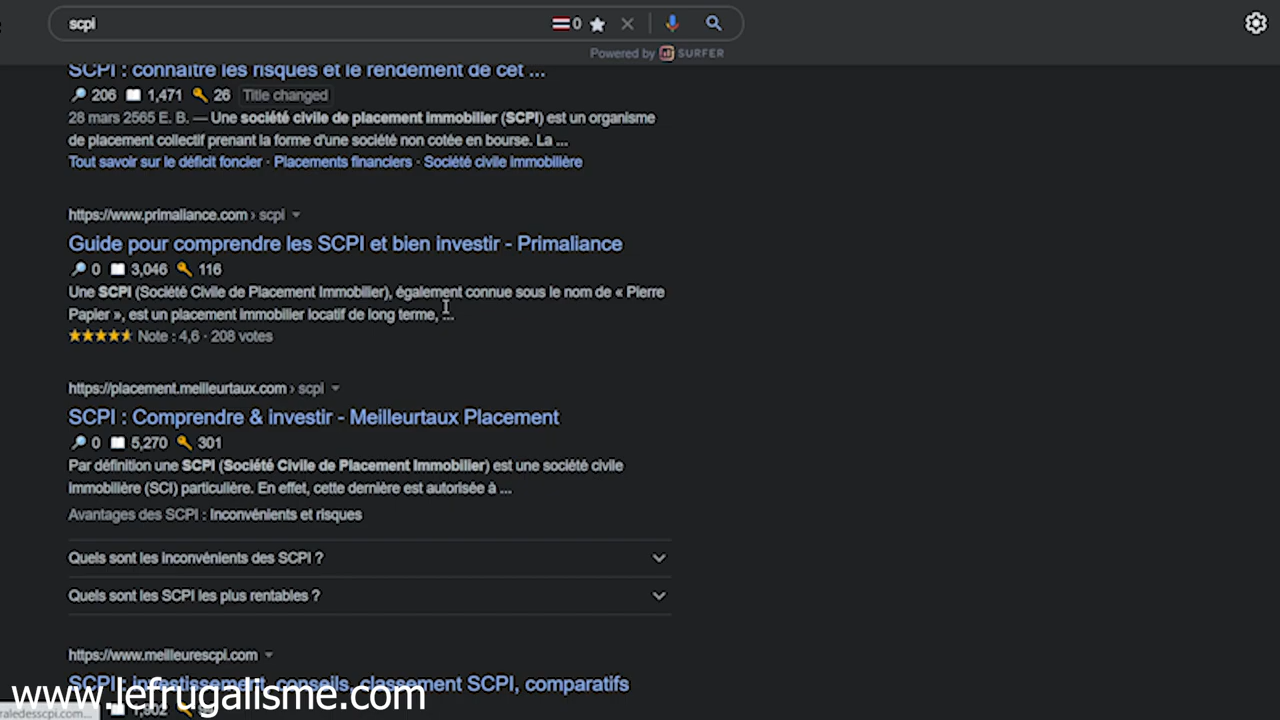 scpi
0
Powered by SURFER
SCPI : connaître les risques et le rendement de cet ...
206 1,471 26 Title changed
28 mars 2565 E. B. — Une société civile de placement immobilier (SCPI) est un organisme
de placement collectif prenant la forme d'une société non cotée en bourse. La ...
Tout savoir sur le déficit foncier · Placements financiers · Société civile immobilière
https://www.primaliance.com › scpi
Guide pour comprendre les SCPI et bien investir - Primaliance
0 3,046 116
Une SCPI (Société Civile de Placement Immobilier), également connue sous le nom de « Pierre
Papier », est un placement immobilier locatif de long terme, ...
Note : 4,6 · 208 votes
https://placement.meilleurtaux.com › scpi
SCPI : Comprendre & investir - Meilleurtaux Placement
0 5,270 301
Par définition une SCPI (Société Civile de Placement Immobilier) est une société civile
immobilière (SCI) particulière. En effet, cette dernière est autorisée à ...
Avantages des SCPI : Inconvénients et risques
Quels sont les inconvénients des SCPI ?
Quels sont les SCPI les plus rentables ?
https://www.meilleurescpi.com
SCPI : investissement, conseils, classement SCPI, comparatifs
www.lefrugalisme.com
raledesscpi.com...